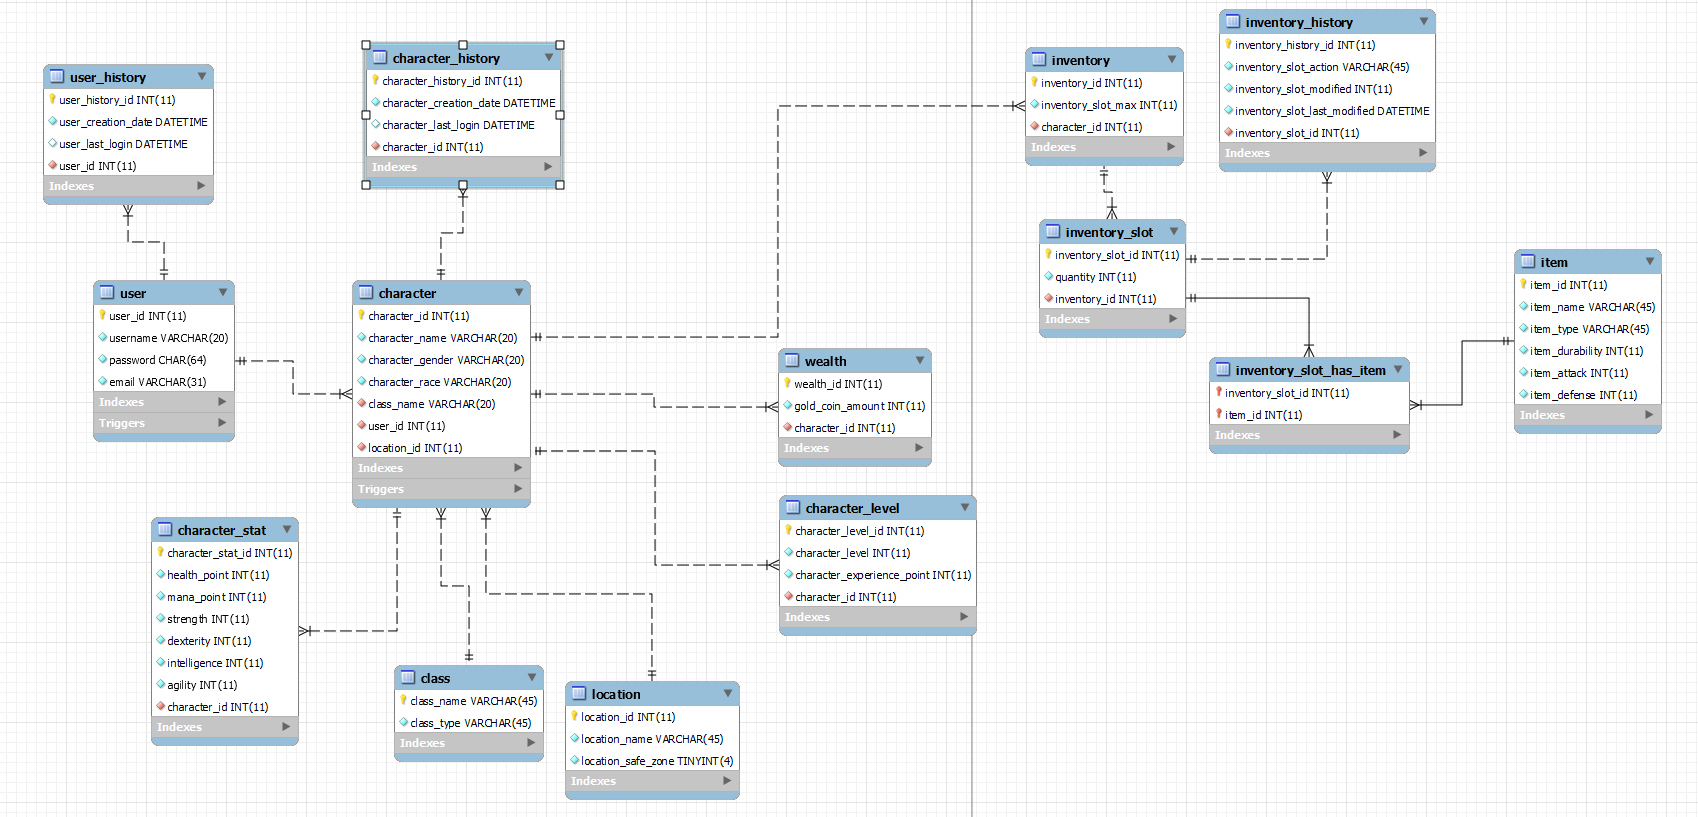 user_history
user_history_id INT(11)
user_creation_date DATETIME
user_last_login DATETIME
user_id INT(11)
Indexes
character_history
character_history_id INT(11)
character_creation_date DATETIME
character_last_login DATETIME
character_id INT(11)
Indexes
inventory
inventory_id INT(11)
inventory_slot_max INT(11)
character_id INT(11)
Indexes
inventory_history
inventory_history_id INT(11)
inventory_slot_action VARCHAR(45)
inventory_slot_modified INT(11)
inventory_slot_last_modified DATETIME
inventory_slot_id INT(11)
Indexes
inventory_slot
inventory_slot_id INT(11)
quantity INT(11)
inventory_id INT(11)
Indexes
item
item_id INT(11)
item_name VARCHAR(45)
item_type VARCHAR(45)
item_durability INT(11)
item_attack INT(11)
item_defense INT(11)
Indexes
user
user_id INT(11)
username VARCHAR(20)
password CHAR(64)
email VARCHAR(31)
Indexes
Triggers
character
character_id INT(11)
character_name VARCHAR(20)
character_gender VARCHAR(20)
character_race VARCHAR(20)
class_name VARCHAR(20)
user_id INT(11)
location_id INT(11)
Indexes
Triggers
wealth
wealth_id INT(11)
gold_coin_amount INT(11)
character_id INT(11)
Indexes
inventory_slot_has_item
inventory_slot_id INT(11)
item_id INT(11)
Indexes
character_level
character_level_id INT(11)
character_level INT(11)
character_experience_point INT(11)
character_id INT(11)
Indexes
character_stat
character_stat_id INT(11)
health_point INT(11)
mana_point INT(11)
strength INT(11)
dexterity INT(11)
intelligence INT(11)
agility INT(11)
character_id INT(11)
Indexes
class
class_name VARCHAR(45)
class_type VARCHAR(45)
Indexes
location
location_id INT(11)
location_name VARCHAR(45)
location_safe_zone TINYINT(4)
Indexes